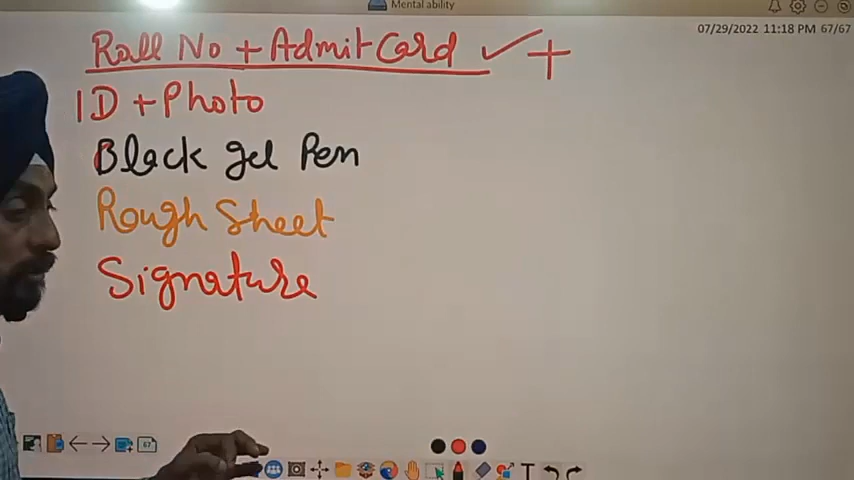 Mental ability
07/29/2022 11:18 PM 67/67
Roll No + Admit Card ✓ +
ID + Photo
Black gel Pen
Rough Sheet
Signature
67
T